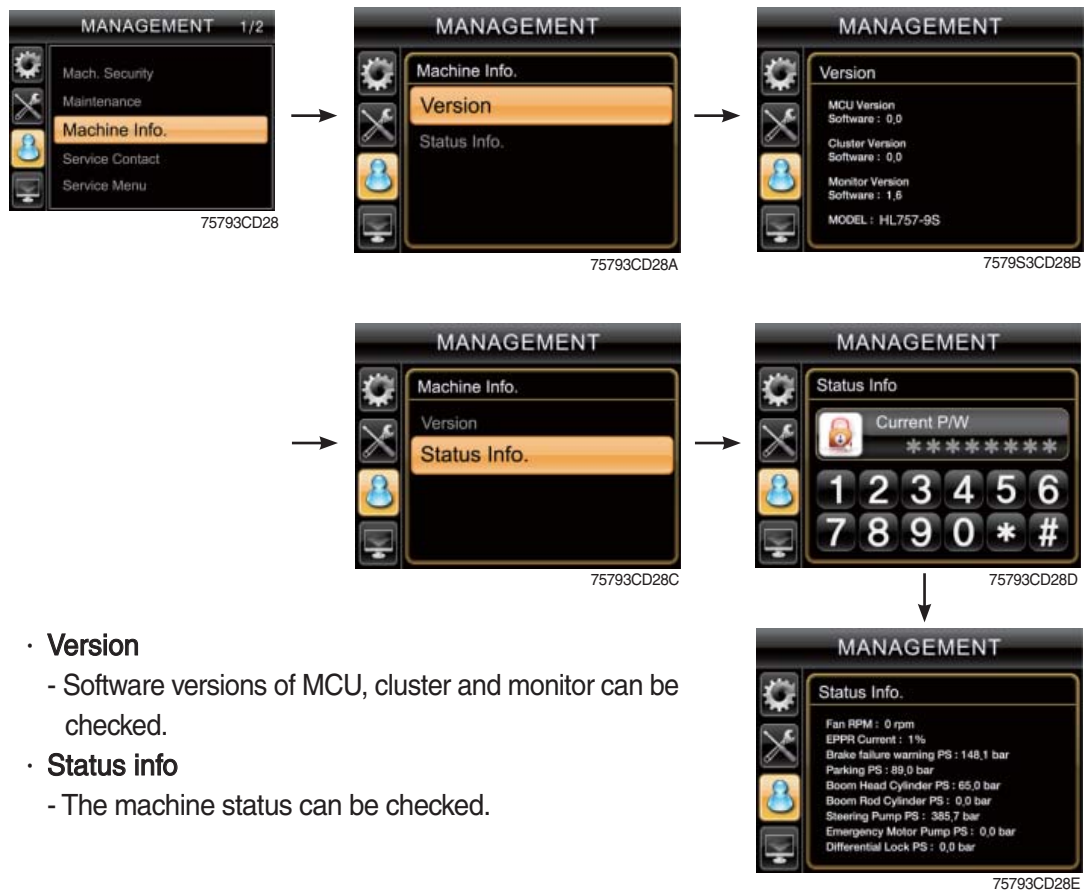 MANAGEMENT 1/2
Mach. Security
Maintenance
Machine Info.
Service Contact
Service Menu
75793CD28
MANAGEMENT
Machine Info.
Version
Status Info.
75793CD28A
MANAGEMENT
Version
MCU Version
Software : 0,0
Cluster Version
Software : 0,0
Monitor Version
Software : 1,6
MODEL : HL757-9S
7579S3CD28B
MANAGEMENT
Machine Info.
Version
Status Info.
75793CD28C
MANAGEMENT
Status Info
Current P/W
********
1 2 3 4 5 6
7 8 9 0 * #
75793CD28D
· Version
- Software versions of MCU, cluster and monitor can be
checked.
· Status info
- The machine status can be checked.
MANAGEMENT
Status Info.
Fan RPM : 0 rpm
EPPR Current : 1%
Brake failure warning PS : 148,1 bar
Parking PS : 89,0 bar
Boom Head Cylinder PS : 65,0 bar
Boom Rod Cylinder PS : 0,0 bar
Steering Pump PS : 385,7 bar
Emergency Motor Pump PS : 0,0 bar
Differential Lock PS : 0,0 bar
75793CD28E